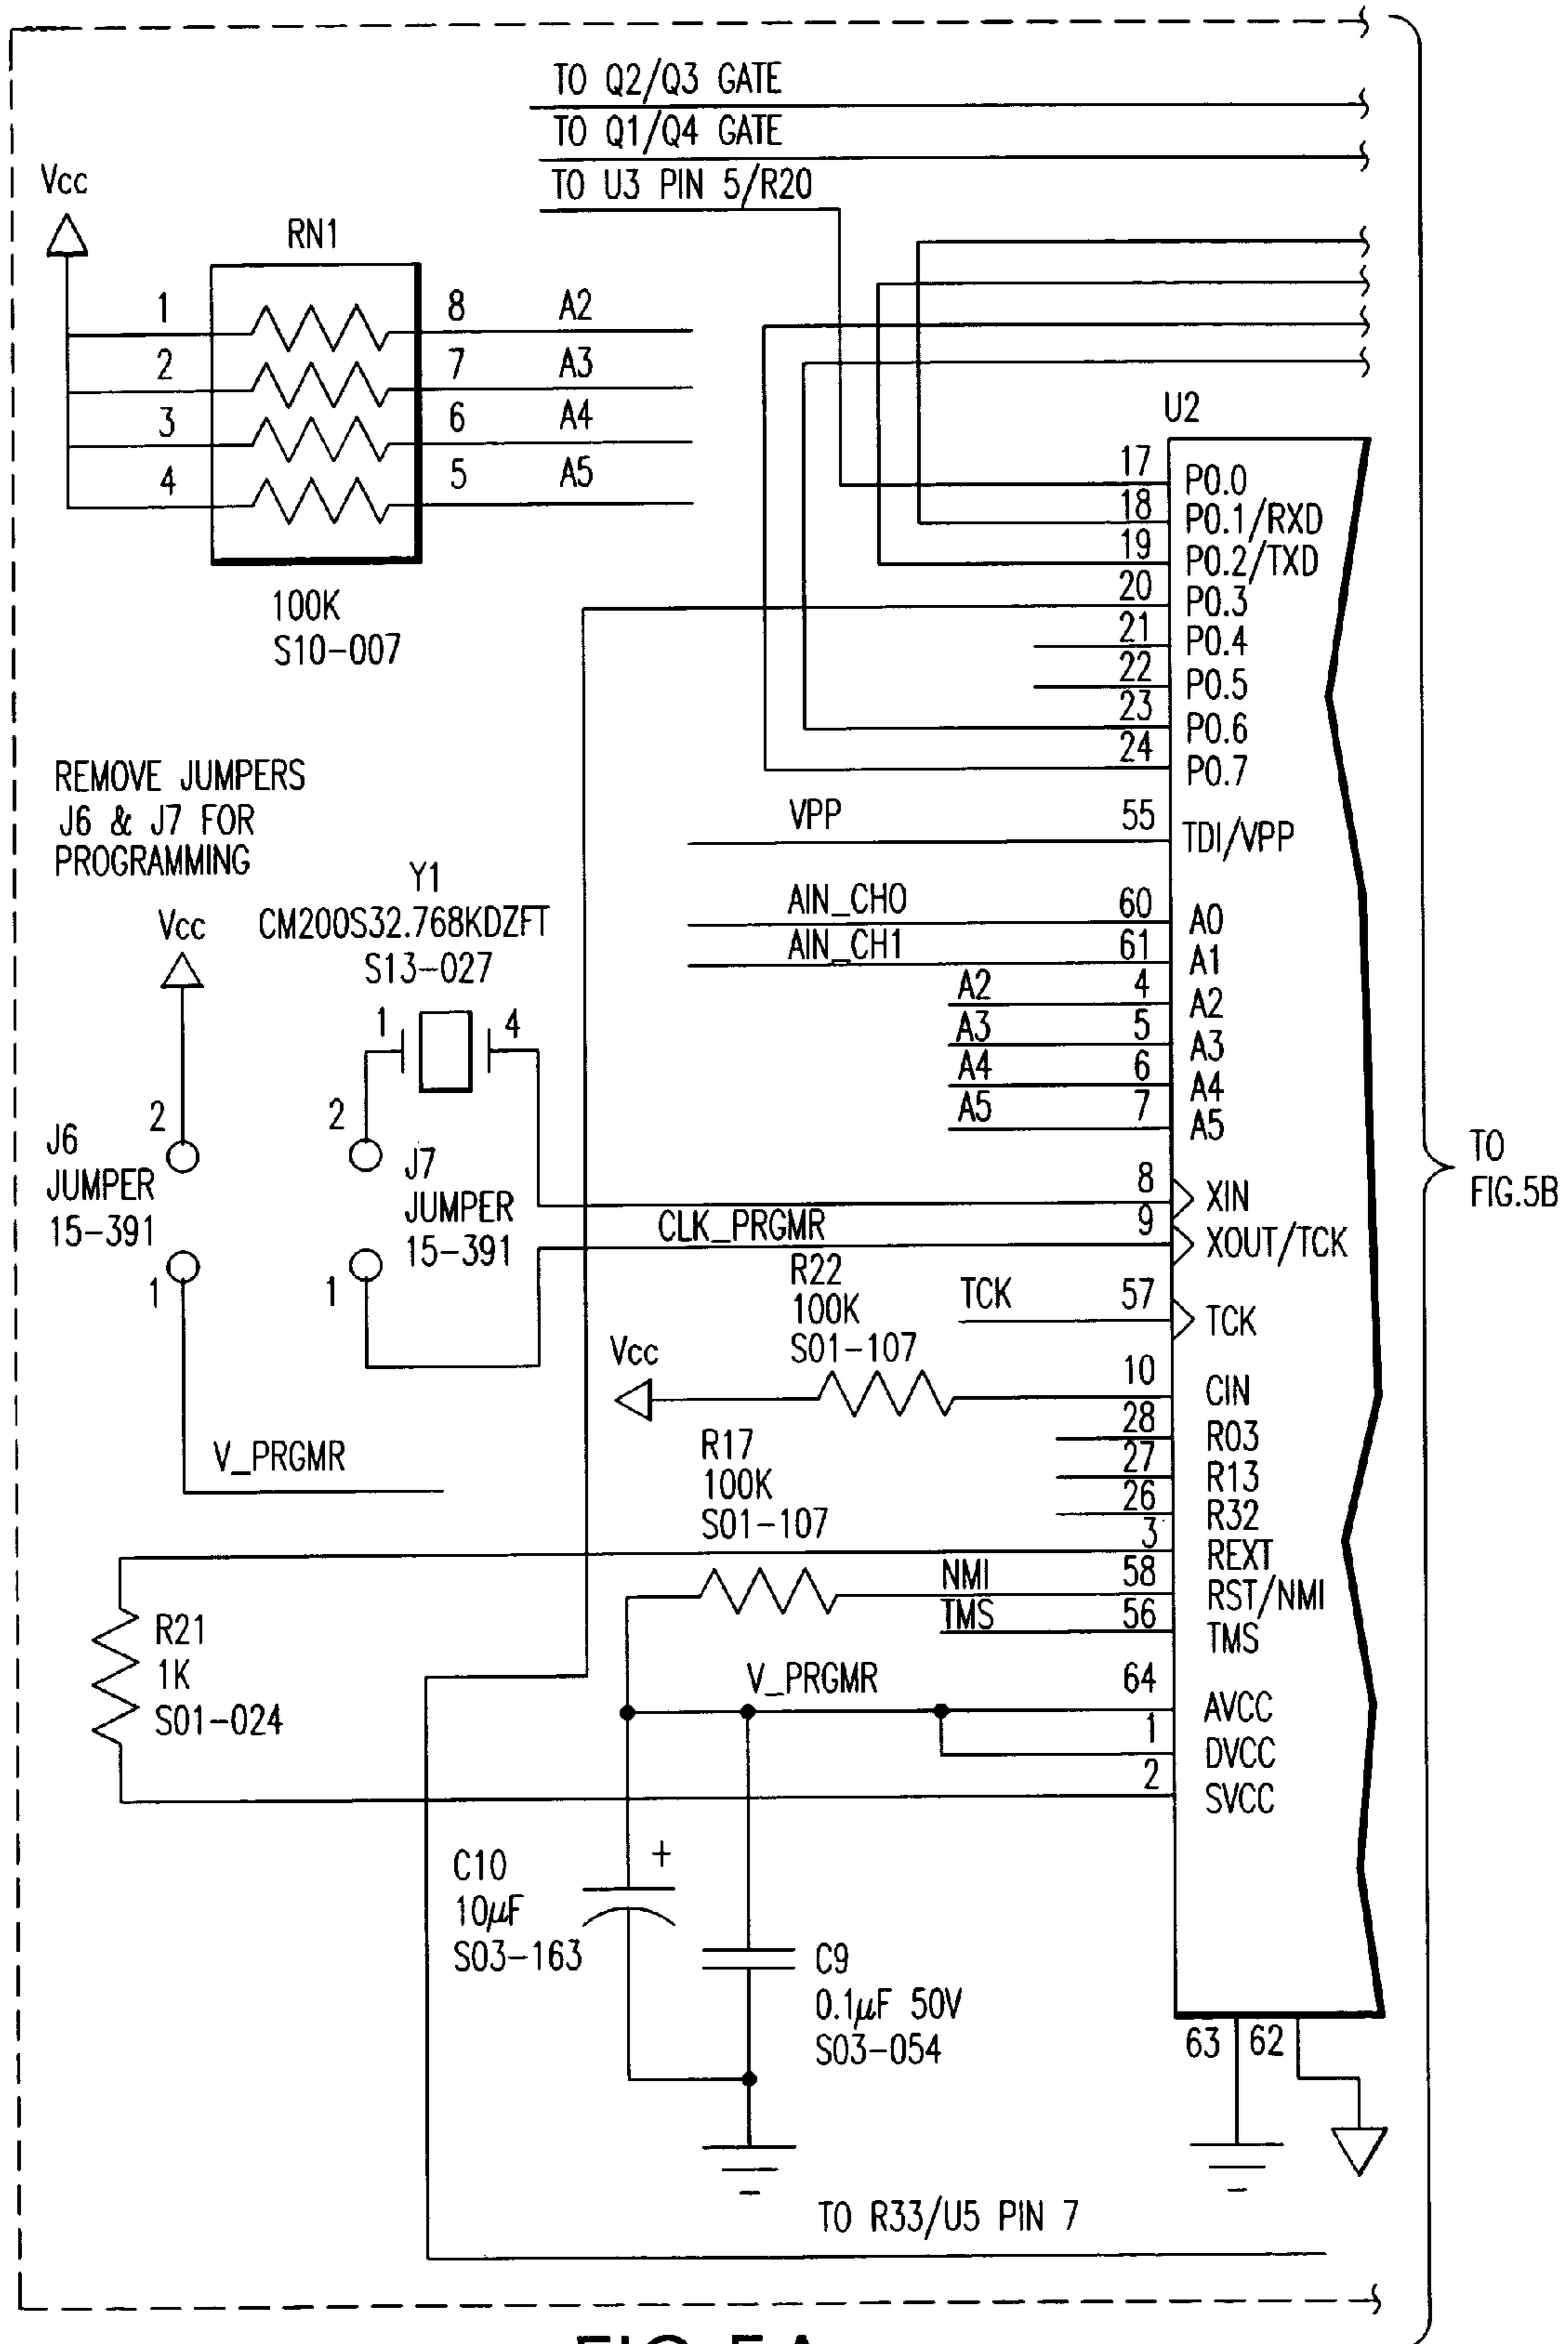 TO Q2/Q3 GATE
TO Q1/Q4 GATE
TO U3 PIN 5/R20
Vcc
RN1
1 8 A2
2 7 A3
3 6 A4
4 5 A5
100K
S10-007
U2
17 P0.0
18 P0.1/RXD
19 P0.2/TXD
20 P0.3
21 P0.4
22 P0.5
23 P0.6
24 P0.7
REMOVE JUMPERS
J6 & J7 FOR
PROGRAMMING
VPP 55 TDI/VPP
Y1
CM200S32.768KDZFT
S13-027
Vcc
1 4
AIN_CH0 60 A0
AIN_CH1 61 A1
A2 4 A2
A3 5 A3
A4 6 A4
A5 7 A5
2
J6
JUMPER
15-391
1
2
J7
JUMPER
15-391
1
TO
FIG.5B
8 XIN
CLK_PRGMR 9 XOUT/TCK
R22
100K
S01-107
TCK 57 TCK
Vcc
10 CIN
28 R03
27 R13
26 R32
V_PRGMR
R17
100K
S01-107
3 REXT
NMI 58 RST/NMI
TMS 56 TMS
R21
1K
S01-024
V_PRGMR 64 AVCC
1 DVCC
2 SVCC
C10
10µF
S03-163
+
C9
0.1µF 50V
S03-054
63 62
TO R33/U5 PIN 7